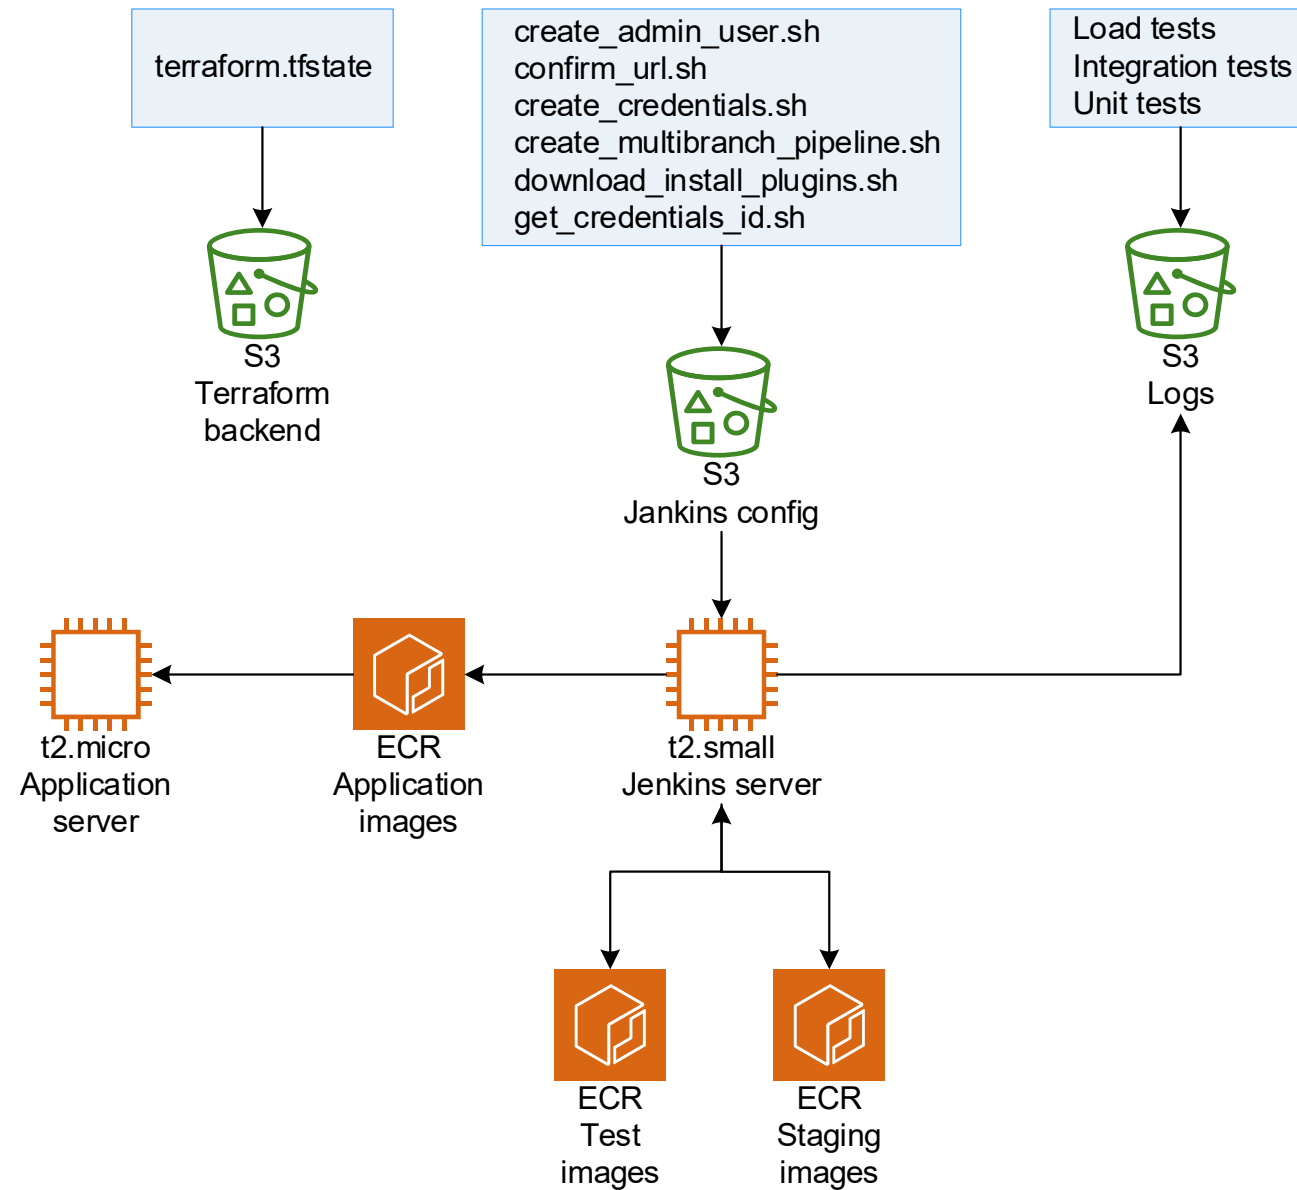 terraform.tfstate
create_admin_user.sh
confirm_url.sh
create_credentials.sh
create_multibranch_pipeline.sh
download_install_plugins.sh
get_credentials_id.sh
Load tests
Integration tests
Unit tests
S3
Terraform
backend
S3
Jankins config
S3
Logs
t2.micro
Application
server
ECR
Application
images
t2.small
Jenkins server
ECR
Test
images
ECR
Staging
images